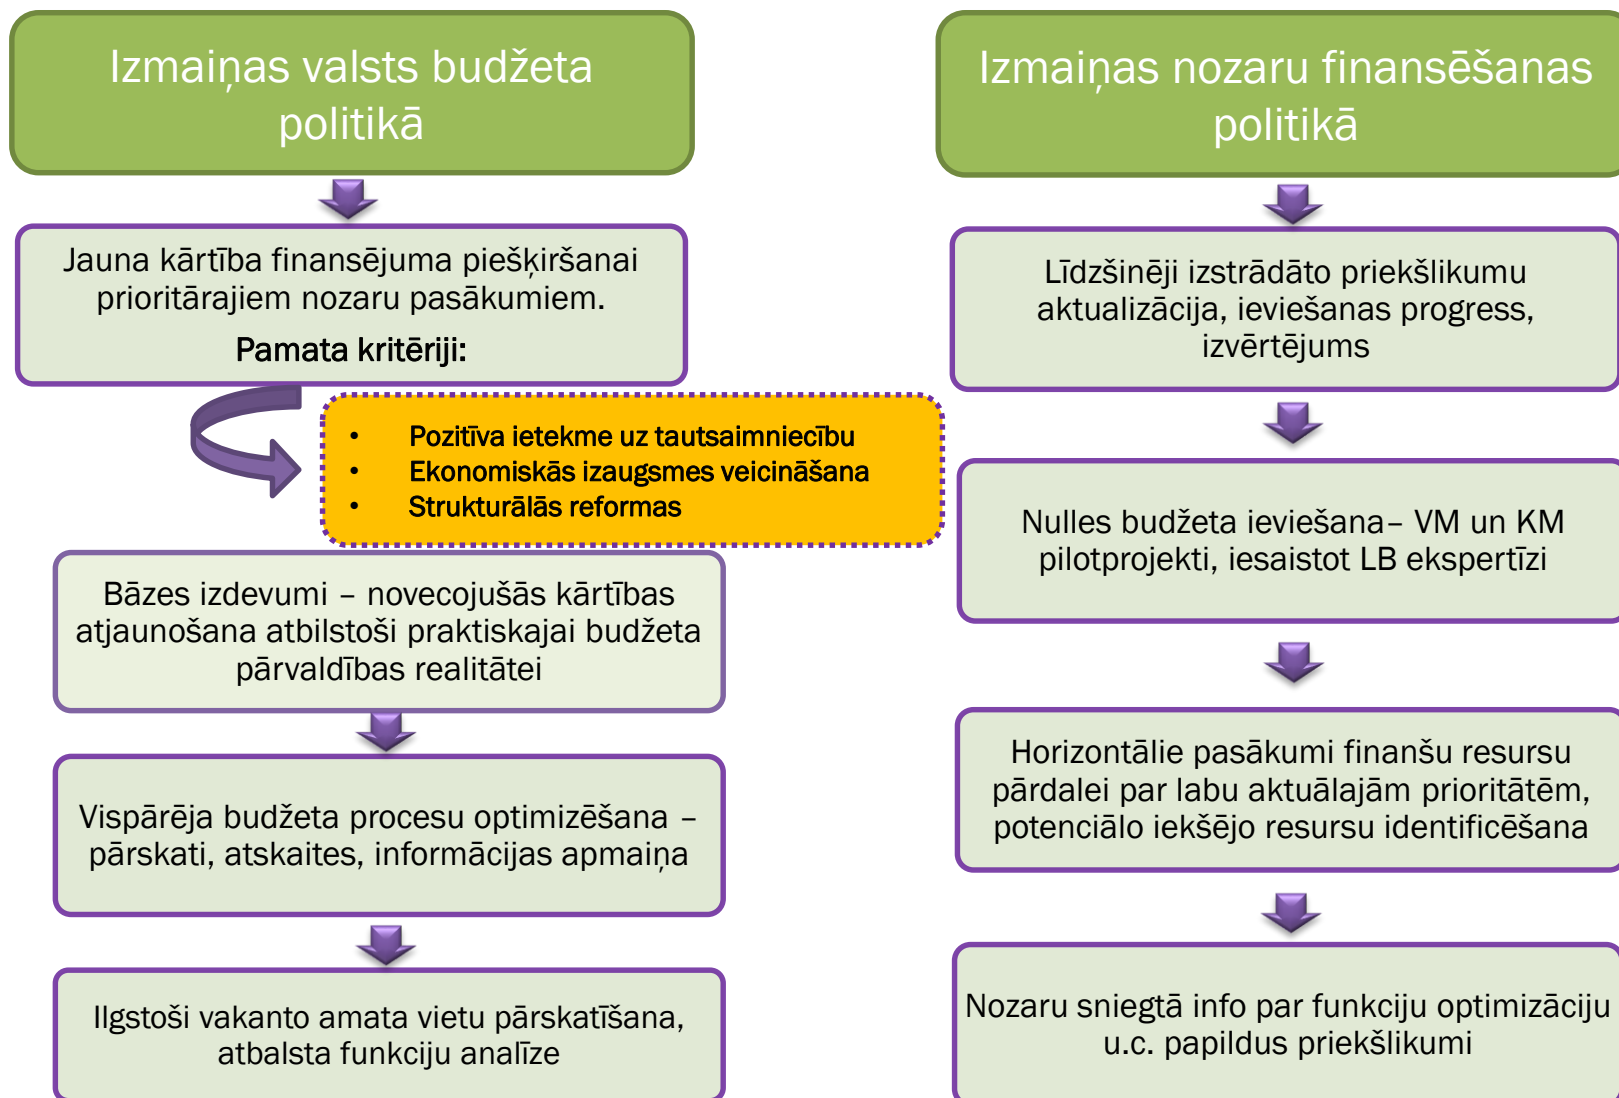 Izmaiņas valsts budžeta
politikā
Jauna kārtība finansējuma piešķiršanai
prioritārajiem nozaru pasākumiem.
Pamata kritēriji:
• Pozitīva ietekme uz tautsaimniecību
• Ekonomiskās izaugsmes veicināšana
• Strukturālās reformas
Bāzes izdevumi – novecojušās kārtības
atjaunošana atbilstoši praktiskajai budžeta
pārvaldības realitātei
Vispārēja budžeta procesu optimizēšana –
pārskati, atskaites, informācijas apmaiņa
Ilgstoši vakanto amata vietu pārskatīšana,
atbalsta funkciju analīze
Izmaiņas nozaru finansēšanas
politikā
Līdzšinēji izstrādāto priekšlikumu
aktualizācija, ieviešanas progress,
izvērtējums
Nulles budžeta ieviešana– VM un KM
pilotprojekti, iesaistot LB ekspertīzi
Horizontālie pasākumi finanšu resursu
pārdalei par labu aktuālajām prioritātēm,
potenciālo iekšējo resursu identificēšana
Nozaru sniegtā info par funkciju optimizāciju
u.c. papildus priekšlikumi